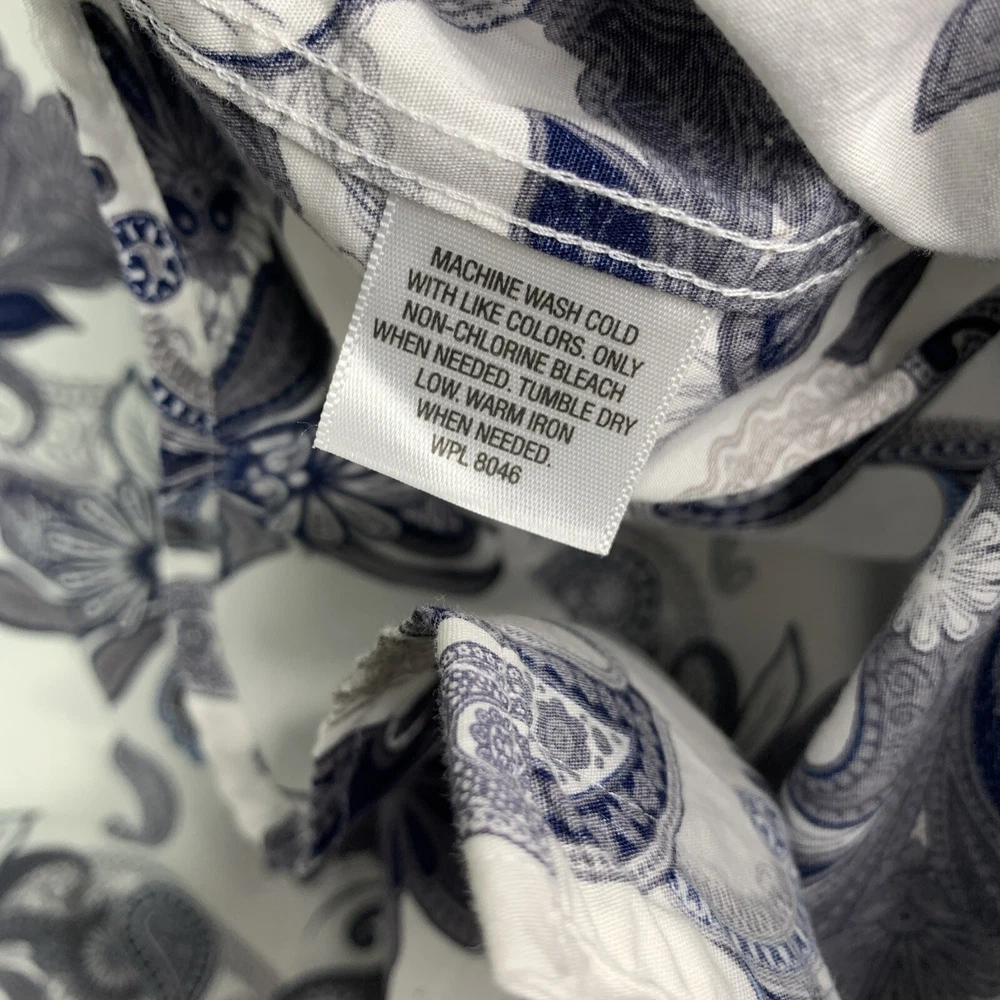 MACHINE WASH COLD
WITH LIKE COLORS. ONLY
NON-CHLORINE BLEACH
WHEN NEEDED. TUMBLE DRY
LOW. WARM IRON
WHEN NEEDED.
WPL 8046